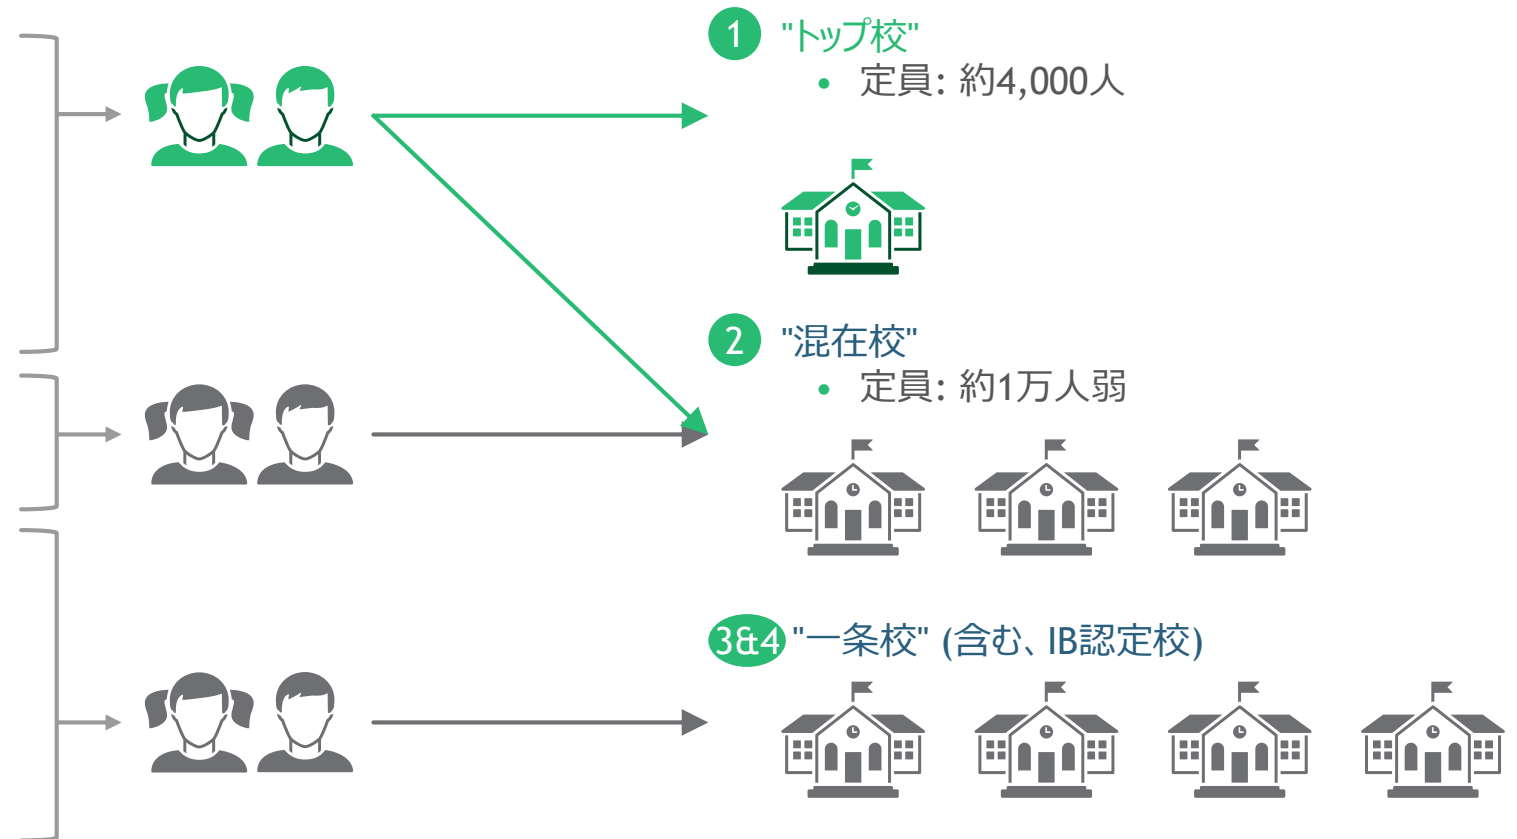 1 "トップ校"
• 定員: 約4,000人
2 "混在校"
• 定員: 約1万人弱
3&4 "一条校" (含む、IB認定校)